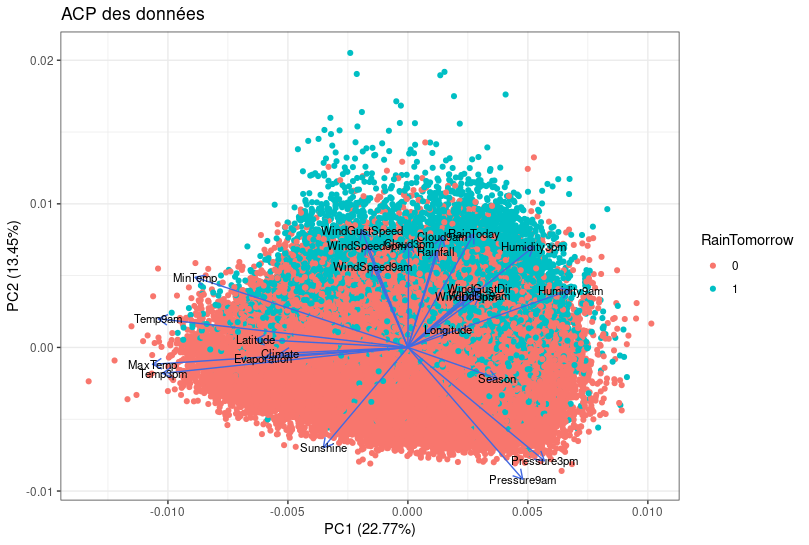 ACP des données
0.02
0.01
0.00
-0.01
PC2 (13.45%)
WindGustSpeed
Cloud9am
RainToday
WindSpeed3pm
Cloud3pm
Humidity3pm
Rainfall
WindSpeed9am
MinTemp
WindGustDir
Humidity9am
Temp9am
Longitude
Latitude
Climate
Evaporation
MaxTemp
Temp3pm
Season
Sunshine
Pressure3pm
Pressure9am
-0.010
-0.005
0.000
0.005
0.010
PC1 (22.77%)
RainTomorrow
0
1